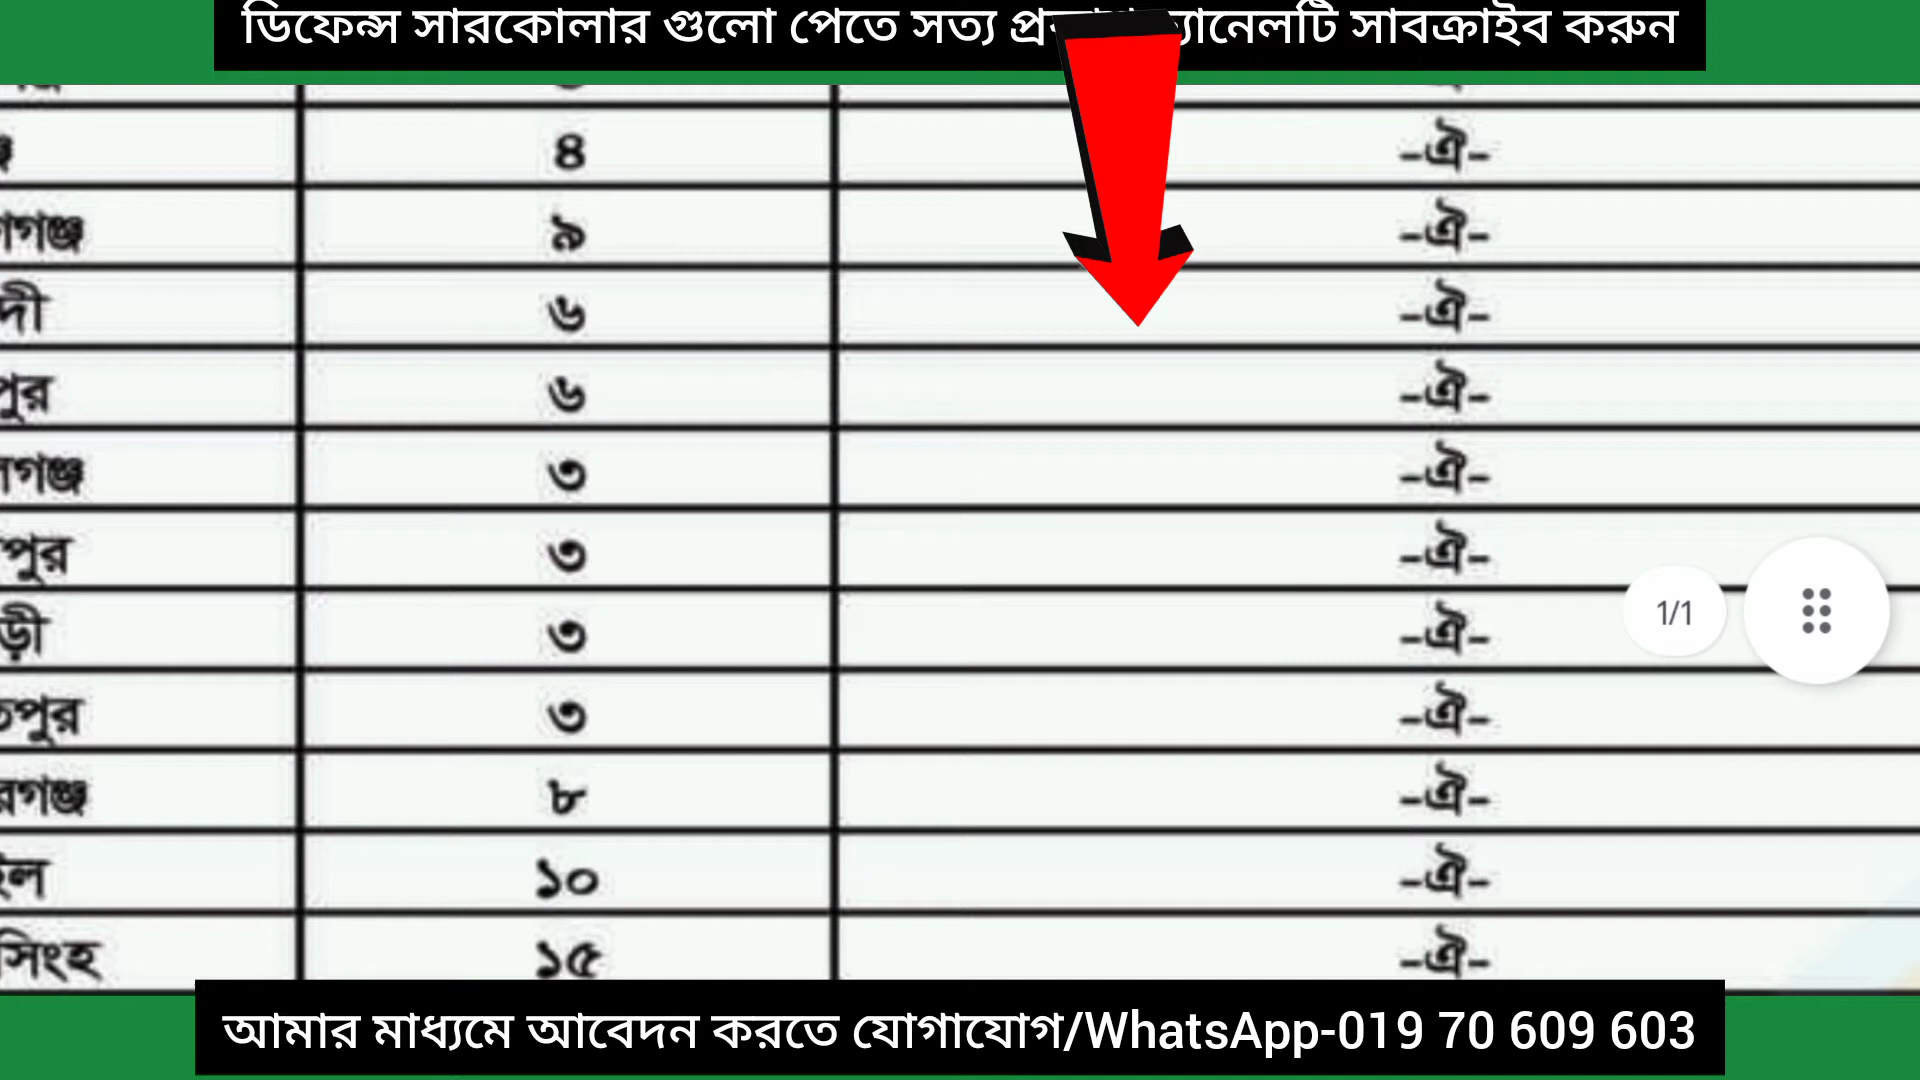 ডিফেন্স সারকোলার গুলো পেতে সত্য সাবক্রাইব করুন
৪ -ঐ-
৯ -ঐ-
৬ -ঐ-
পুর ৬ -ঐ-
৩ -ঐ-
পুর ৩ -ঐ-
৩ -ঐ-
পুর ৩ -ঐ-
1/1
৮ -ঐ-
১০ -ঐ-
সিংহ ১৫ -ঐ-
আমার মাধ্যমে আবেদন করতে যোগাযোগ/WhatsApp-019 70 609 603